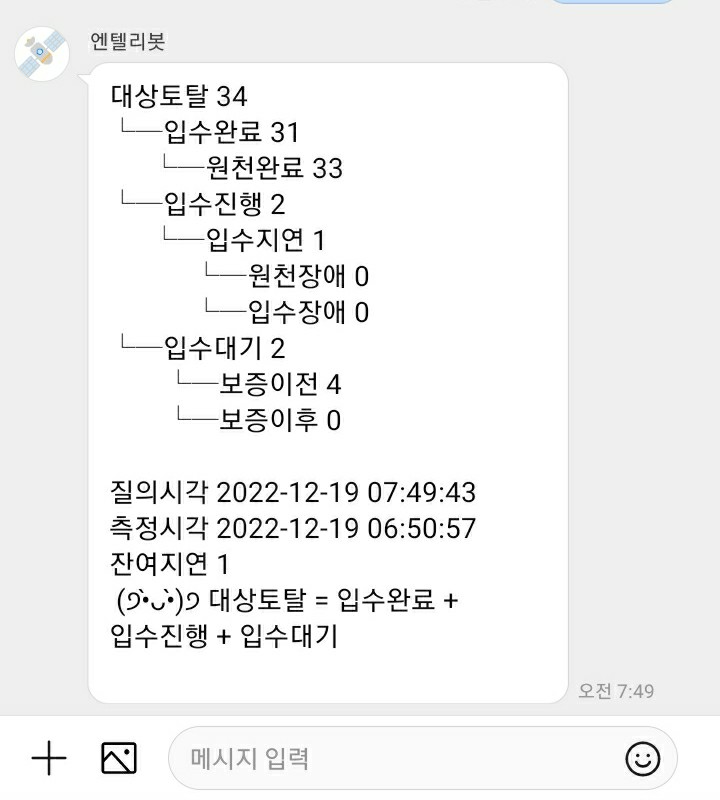 엔텔리봇
대상토탈 34
└─입수완료 31
└─원천완료 33
└─입수진행 2
└─입수지연 1
└─원천장애 0
└─입수장애 0
└─입수대기 2
└─보증이전 4
└─보증이후 0
질의시각 2022-12-19 07:49:43
측정시각 2022-12-19 06:50:57
잔여지연 1
(੭•̀ᴗ•̀)੭ 대상토탈 = 입수완료 +
입수진행 + 입수대기
오전 7:49
메시지 입력